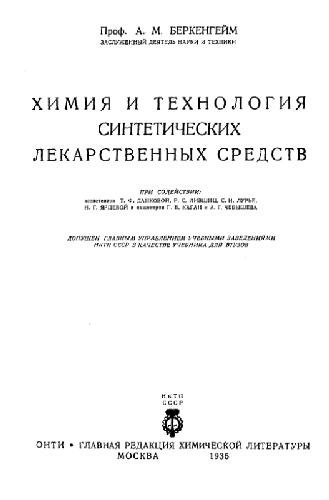 Проф. А. М. БЕРКЕНГЕЙМ
ЗАСЛУЖЕННЫЙ ДЕЯТЕЛЬ НАУКИ И ТЕХНИКИ
ХИМИЯ И ТЕХНОЛОГИЯ
СИНТЕТИЧЕСКИХ
ЛЕКАРСТВЕННЫХ СРЕДСТВ
ПРИ СОДЕЙСТВИИ:
ассистентов Т. Ф. ДАШКОВОЙ, Р. С. ЛИВШИЦ, С. И. ЛУРЬЕ,
Н. Г. ЯРЦЕВОЙ и инженеров Г. Я. КАГАН и А. Г.
ДОПУЩЕН ГЛАВНЫМ УПРАВЛЕНИЕМ УЧЕБНЫМИ ЗАВЕДЕНИЯМИ
НКТП СССР В КАЧЕСТВЕ УЧЕБНИКА ДЛЯ ВТУЗОВ
НКТП
СССР
ОНТИ • ГЛАВНАЯ РЕДАКЦИЯ ХИМИЧЕСКОЙ ЛИТЕРАТУРЫ
МОСКВА 1935